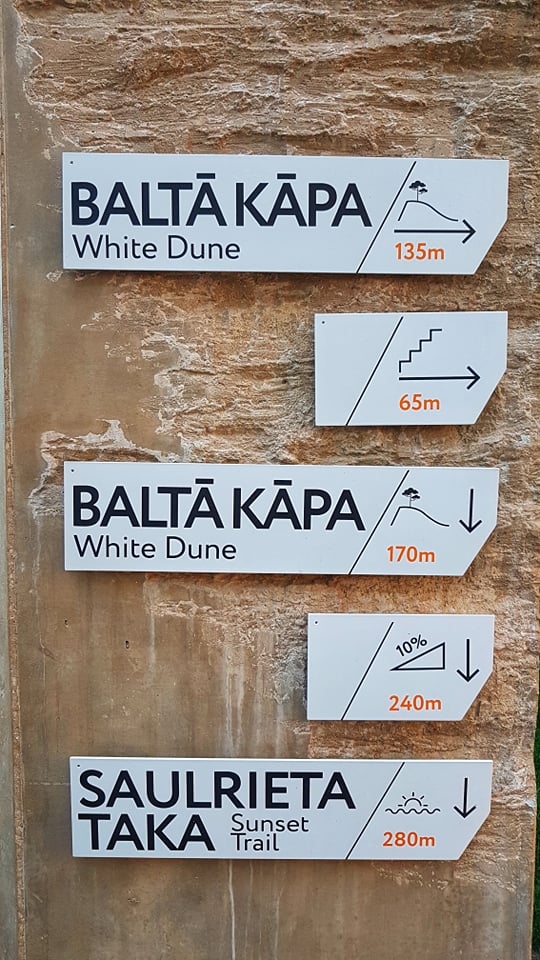 BALTĀ KĀPA
White Dune
135m
65m
BALTĀ KĀPA
White Dune
170m
10%
240m
SAULRIETA
TAKA Sunset
Trail
280m